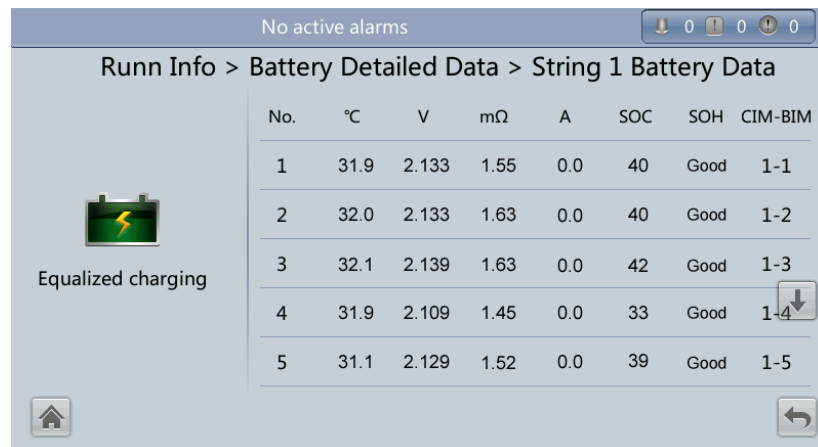 No active alarms 0 0 0
Runn Info > Battery Detailed Data > String 1 Battery Data
No. ℃ V mΩ A SOC SOH CIM-BIM
1 31.9 2.133 1.55 0.0 40 Good 1-1
2 32.0 2.133 1.63 0.0 40 Good 1-2
3 32.1 2.139 1.63 0.0 42 Good 1-3
Equalized charging
4 31.9 2.109 1.45 0.0 33 Good 1-4
5 31.1 2.129 1.52 0.0 39 Good 1-5